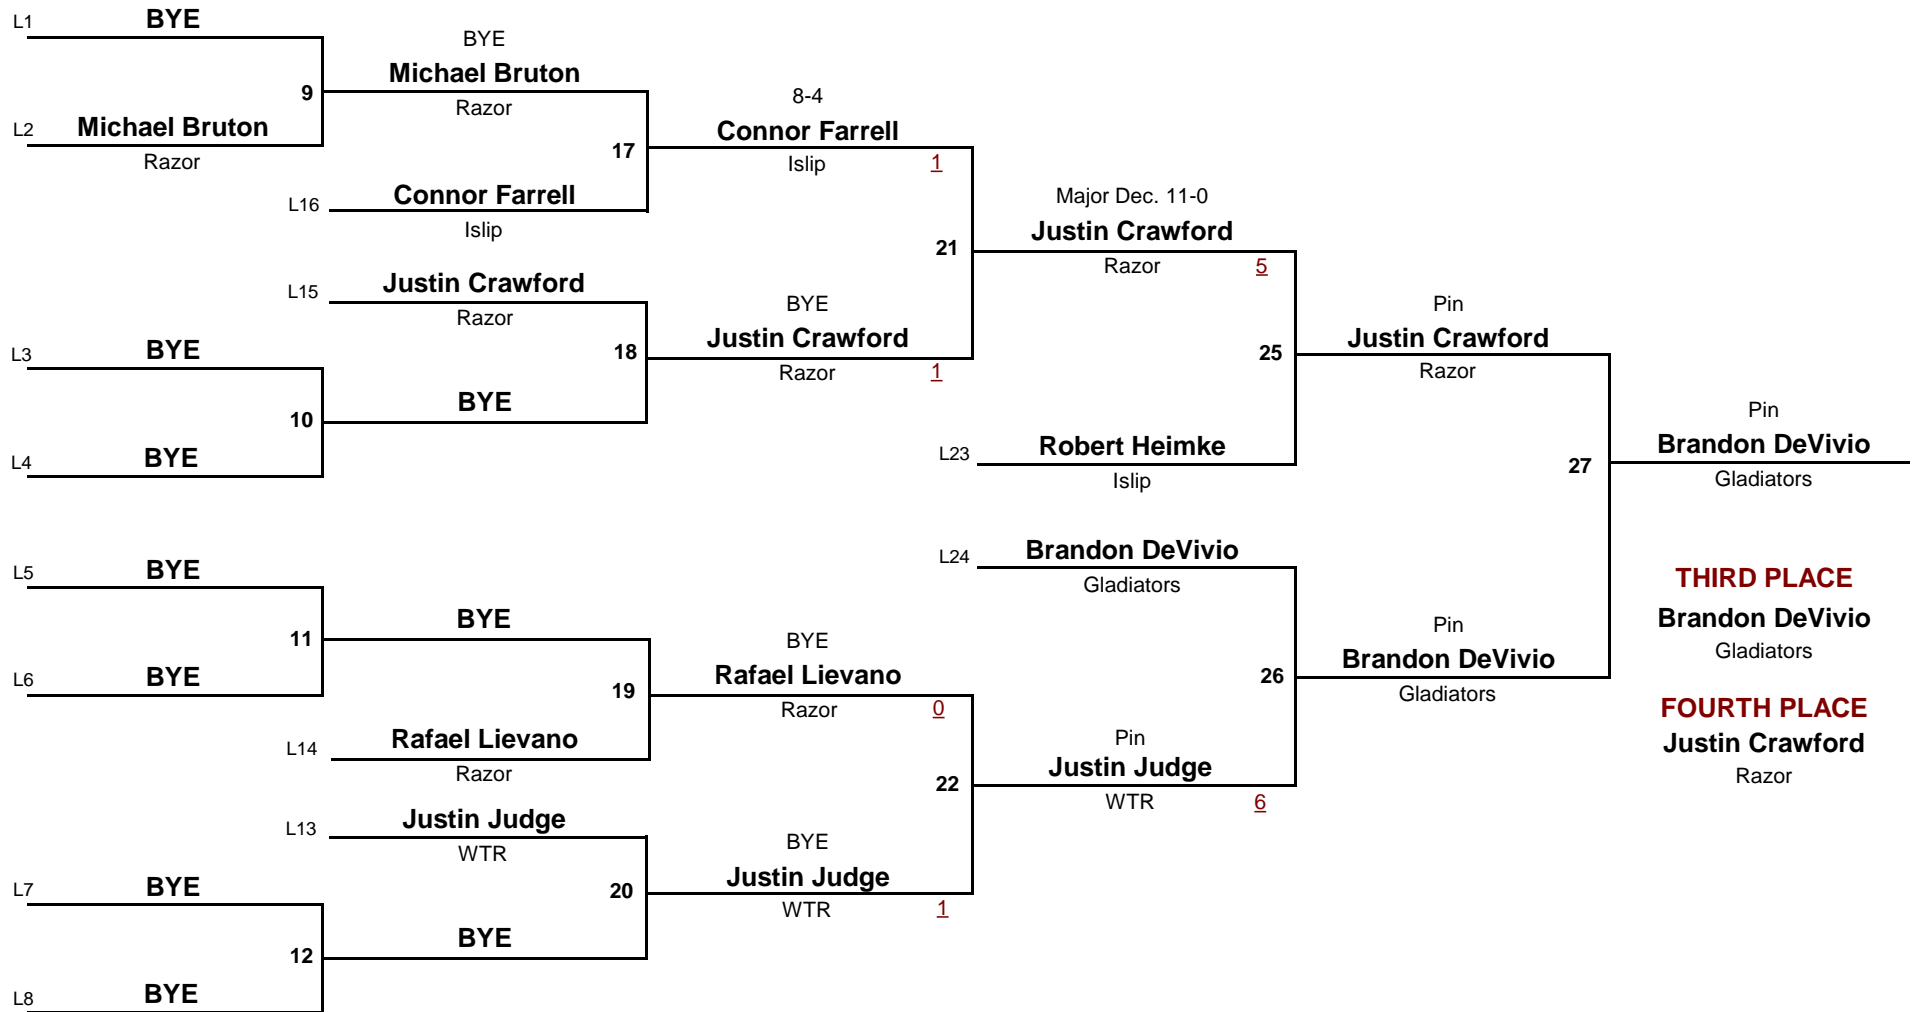 L1 BYE
9
L2 Michael Bruton
Razor
BYE
Michael Bruton
Razor
17
L16 Connor Farrell
Islip
8-4
Connor Farrell
Islip 1
21
L15 Justin Crawford
Razor
18
L3 BYE
10
L4 BYE
BYE
BYE
Justin Crawford
Razor 1
Major Dec. 11-0
Justin Crawford
Razor 5
25
L23 Robert Heimke
Islip
Pin
Justin Crawford
Razor
27
Pin
Brandon DeVivio
Gladiators
L5 BYE
11
L6 BYE
BYE
19
L14 Rafael Lievano
Razor
BYE
Rafael Lievano
Razor 0
22
L13 Justin Judge
WTR
20
L7 BYE
12
L8 BYE
BYE
BYE
Justin Judge
WTR 1
L24 Brandon DeVivio
Gladiators
26
Pin
Justin Judge
WTR 6
Pin
Brandon DeVivio
Gladiators
THIRD PLACE
Brandon DeVivio
Gladiators
FOURTH PLACE
Justin Crawford
Razor